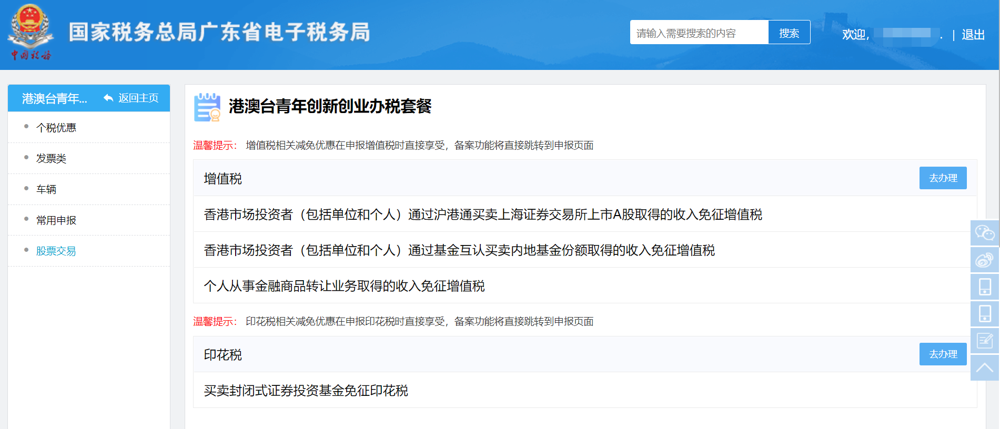 国家税务总局广东省电子税务局
中国税务
请输入需要搜索的内容
搜索
欢迎,
.
| 退出
港澳台青年... 返回主页
个税优惠
发票类
车辆
常用申报
股票交易
港澳台青年创新创业办税套餐
温馨提示： 增值税相关减免优惠在申报增值税时直接享受，备案功能将直接跳转到申报页面
增值税 去办理
香港市场投资者（包括单位和个人）通过沪港通买卖上海证券交易所上市A股取得的收入免征增值税
香港市场投资者（包括单位和个人）通过基金互认买卖内地基金份额取得的收入免征增值税
个人从事金融商品转让业务取得的收入免征增值税
温馨提示： 印花税相关减免优惠在申报印花税时直接享受，备案功能将直接跳转到申报页面
印花税 去办理
买卖封闭式证券投资基金免征印花税